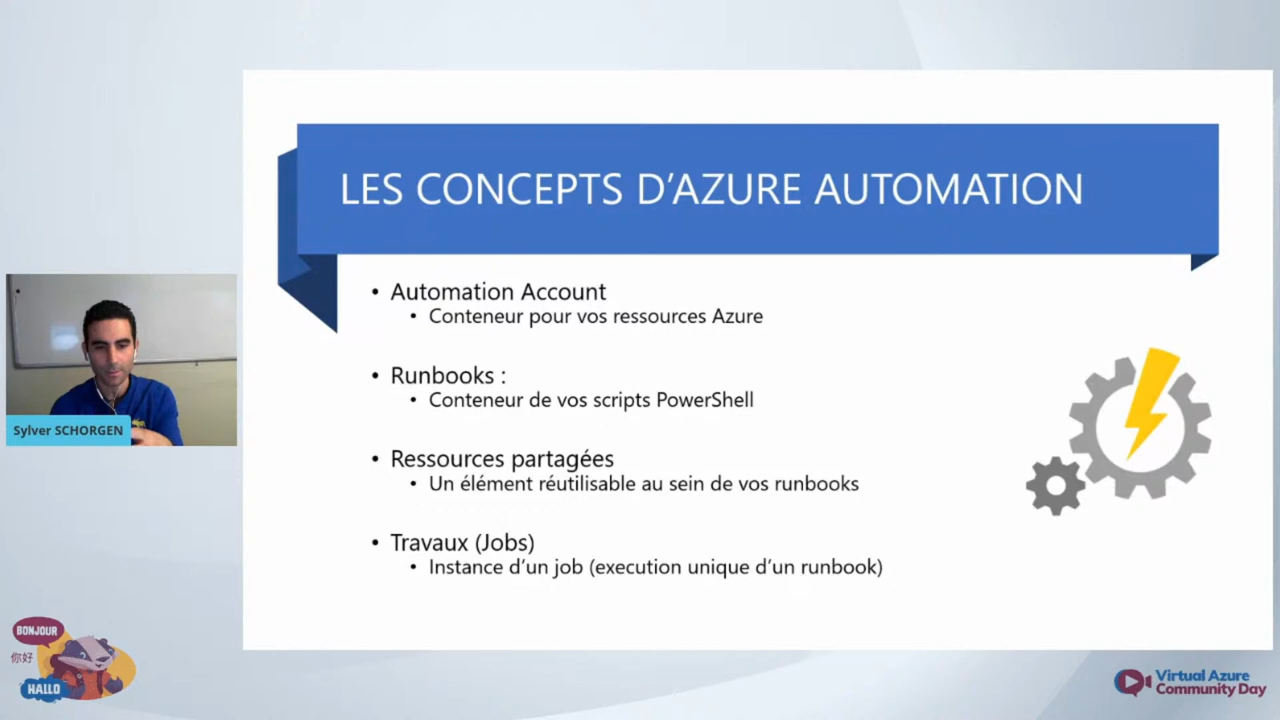 LES CONCEPTS D’AZURE AUTOMATION
• Automation Account
• Conteneur pour vos ressources Azure
• Runbooks :
• Conteneur de vos scripts PowerShell
• Ressources partagées
• Un élément réutilisable au sein de vos runbooks
• Travaux (Jobs)
• Instance d’un job (execution unique d’un runbook)
Sylver SCHORGEN
BONJOUR
你好
HALLO
Virtual Azure
Community Day